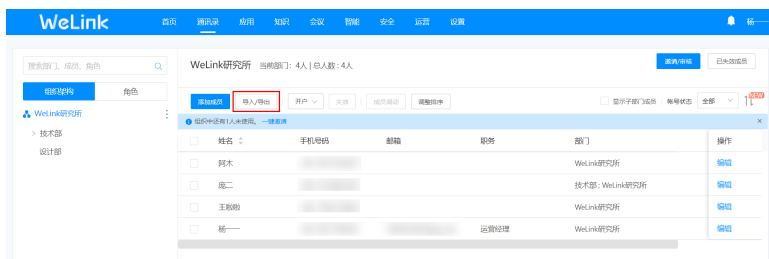 WeLink 首页 通讯录 应用 知识 会议 智能 安全 运营 设置 杨一一
搜索部门、成员、角色
组织架构 角色
WeLink研究所
技术部
设计部
WeLink研究所 当前部门：4人 | 总人数：4人 邀请/审核 已失效成员
添加成员 导入/导出 开户 失效 成员调动 调整排序 显示子部门成员 帐号状态 全部 NEW
组织中还有1人未使用。 一键邀请 ×
姓名 手机号码 邮箱 职务 部门 操作
阿木 WeLink研究所 编辑
庞二 技术部；WeLink研究所 编辑
王啦啦 WeLink研究所 编辑
杨一一 运营经理 WeLink研究所 编辑